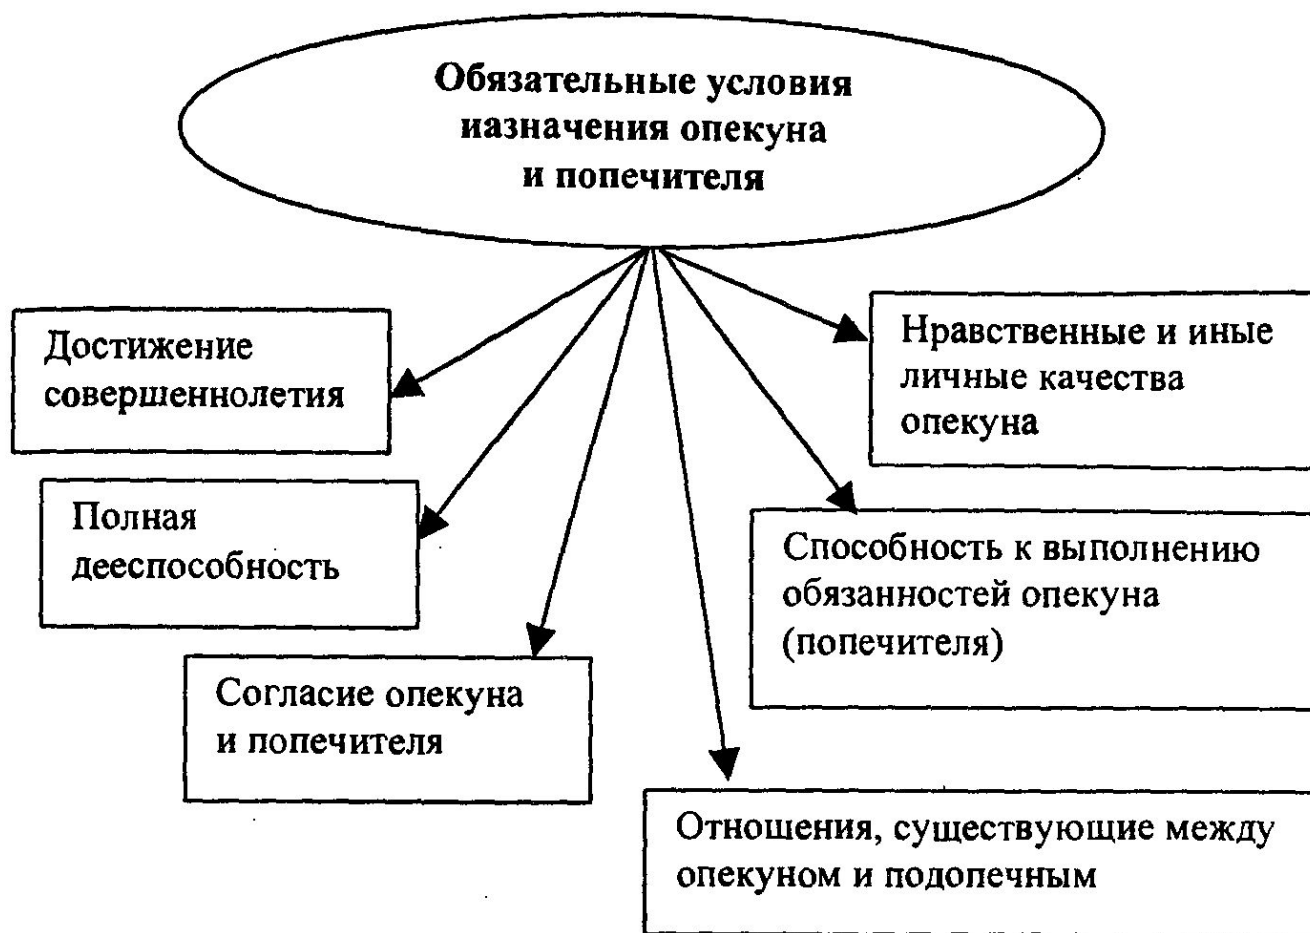 Обязательные условия
иазначения опекуна
и попечителя
Достижение
совершеннолетия
Нравственные и иные
личные качества
опекуна
Полная
дееспособность
Способность к выполнению
обязанностей опекуна
(попечителя)
Согласие опекуна
и попечителя
Отношения, существующие между
опекуном и подопечным